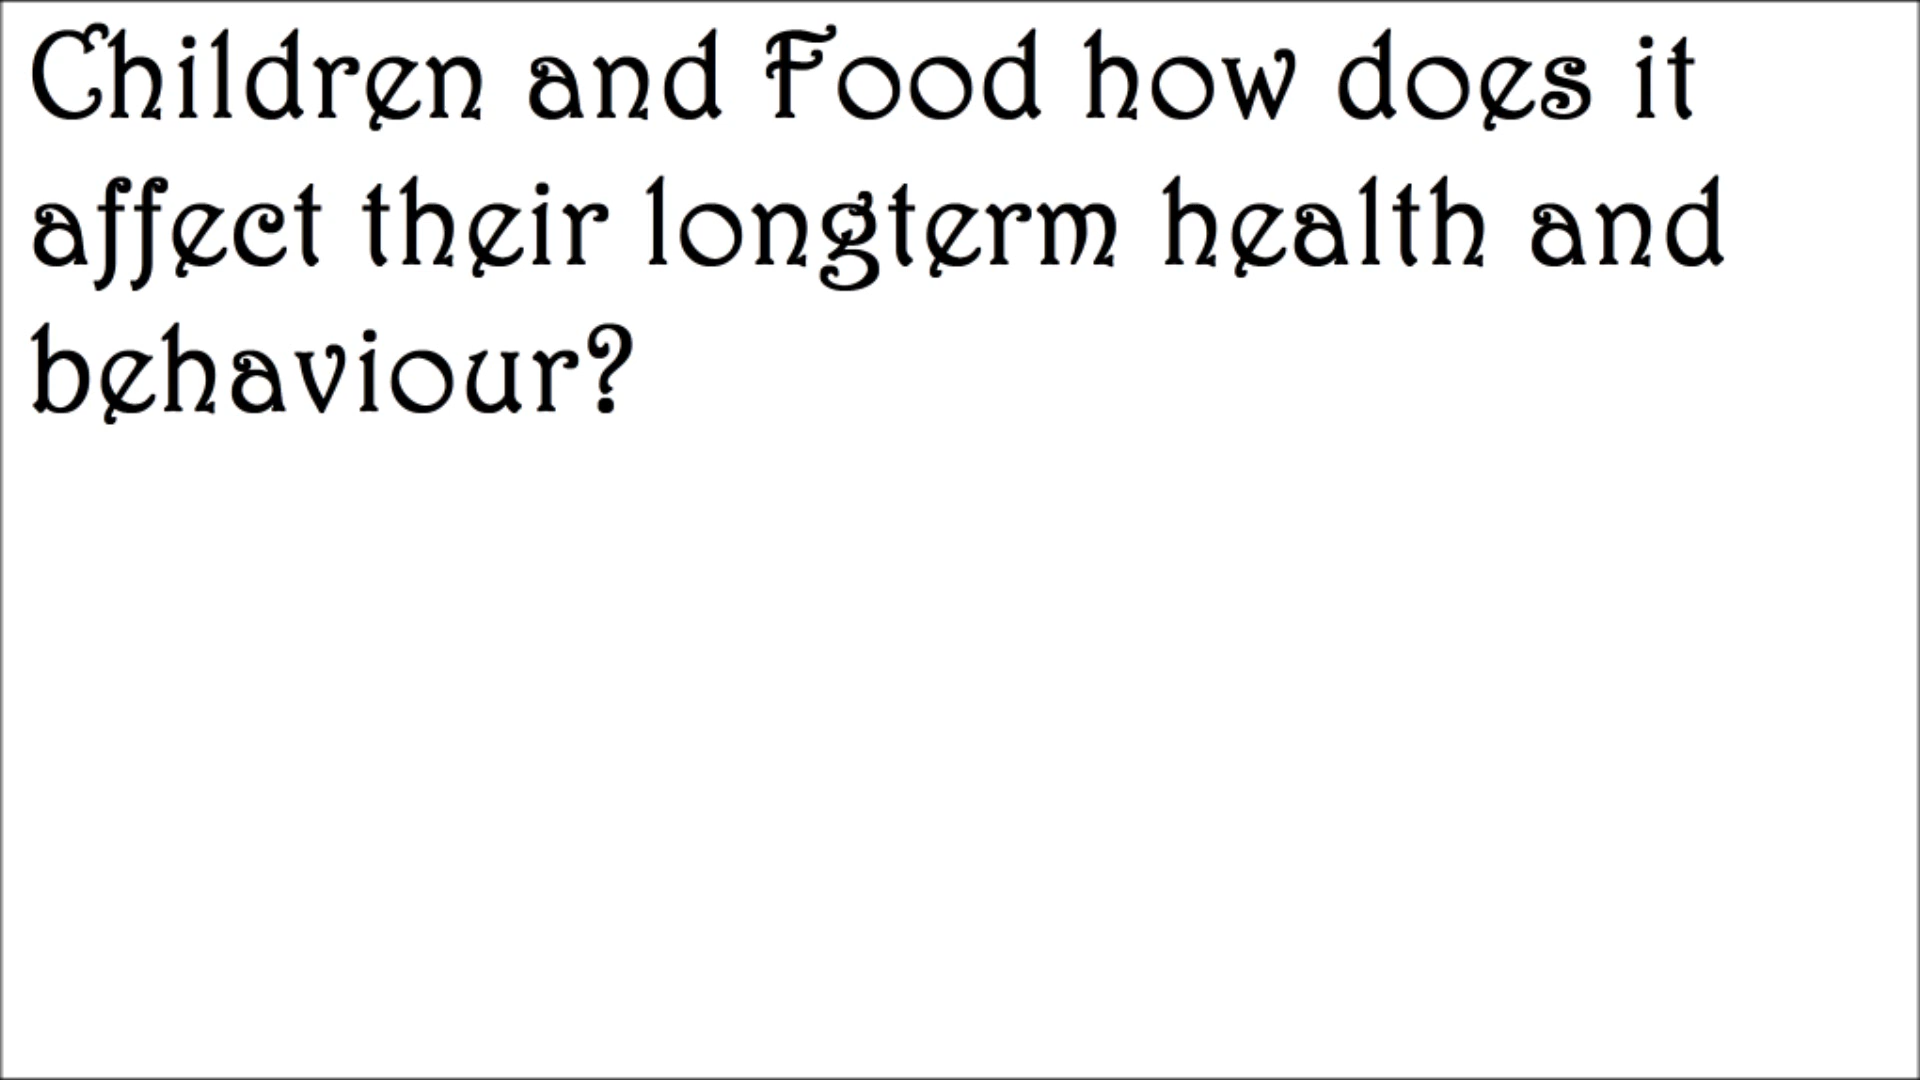 Children and Food how does it
affect their longterm health and
behaviour?